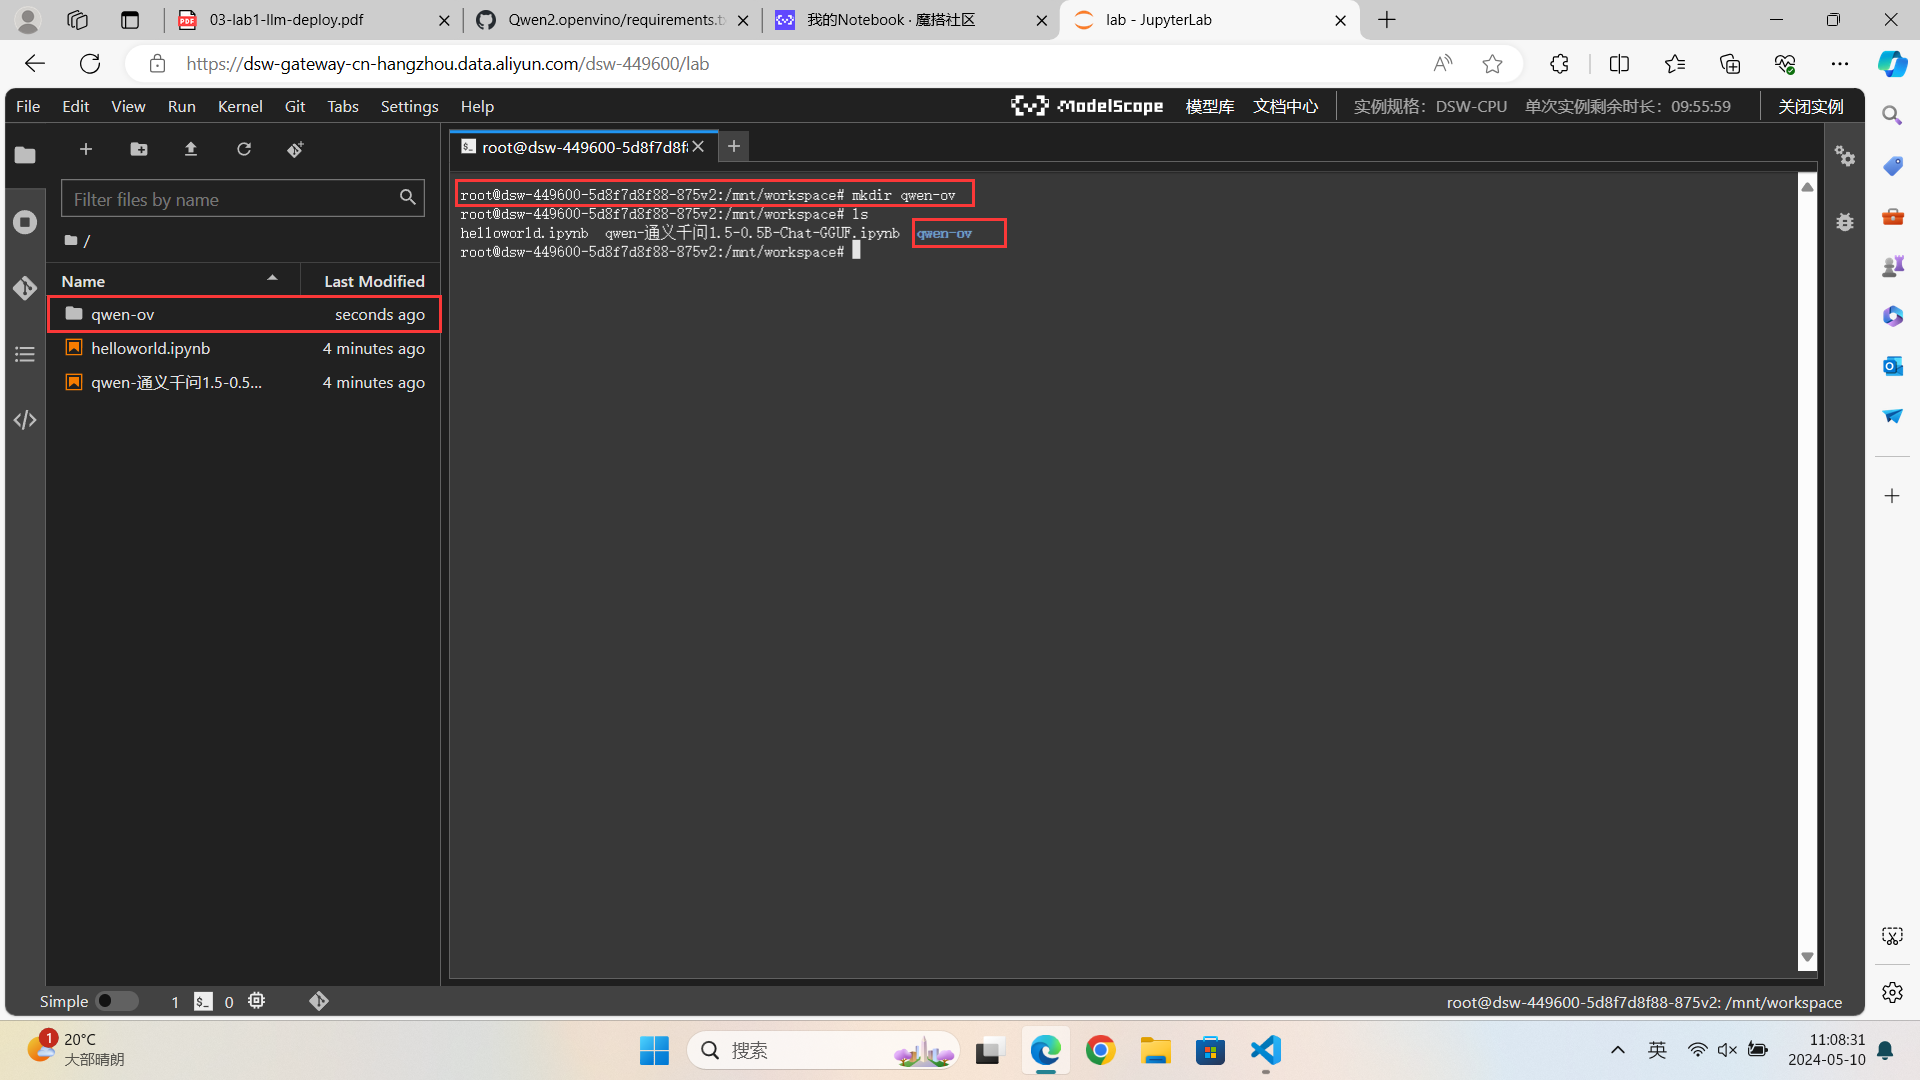 03-lab1-llm-deploy.pdf
Qwen2.openvino/requirements.t
我的Notebook · 魔搭社区
lab - JupyterLab
https://dsw-gateway-cn-hangzhou.data.aliyun.com/dsw-449600/lab
File Edit View Run Kernel Git Tabs Settings Help
ModelScope 模型库 文档中心 实例规格: DSW-CPU 单次实例剩余时长: 09:55:59 关闭实例
root@dsw-449600-5d8f7d8f
Filter files by name
/
Name Last Modified
qwen-ov seconds ago
helloworld.ipynb 4 minutes ago
qwen-通义千问1.5-0.5... 4 minutes ago
root@dsw-449600-5d8f7d8f88-875v2:/mnt/workspace# mkdir qwen-ov
root@dsw-449600-5d8f7d8f88-875v2:/mnt/workspace# ls
helloworld.ipynb qwen-通义千问1.5-0.5B-Chat-GGUF.ipynb qwen-ov
root@dsw-449600-5d8f7d8f88-875v2:/mnt/workspace#
Simple 1 $_ 0
root@dsw-449600-5d8f7d8f88-875v2: /mnt/workspace
1
20°C
大部晴朗
搜索
英
11:08:31
2024-05-10